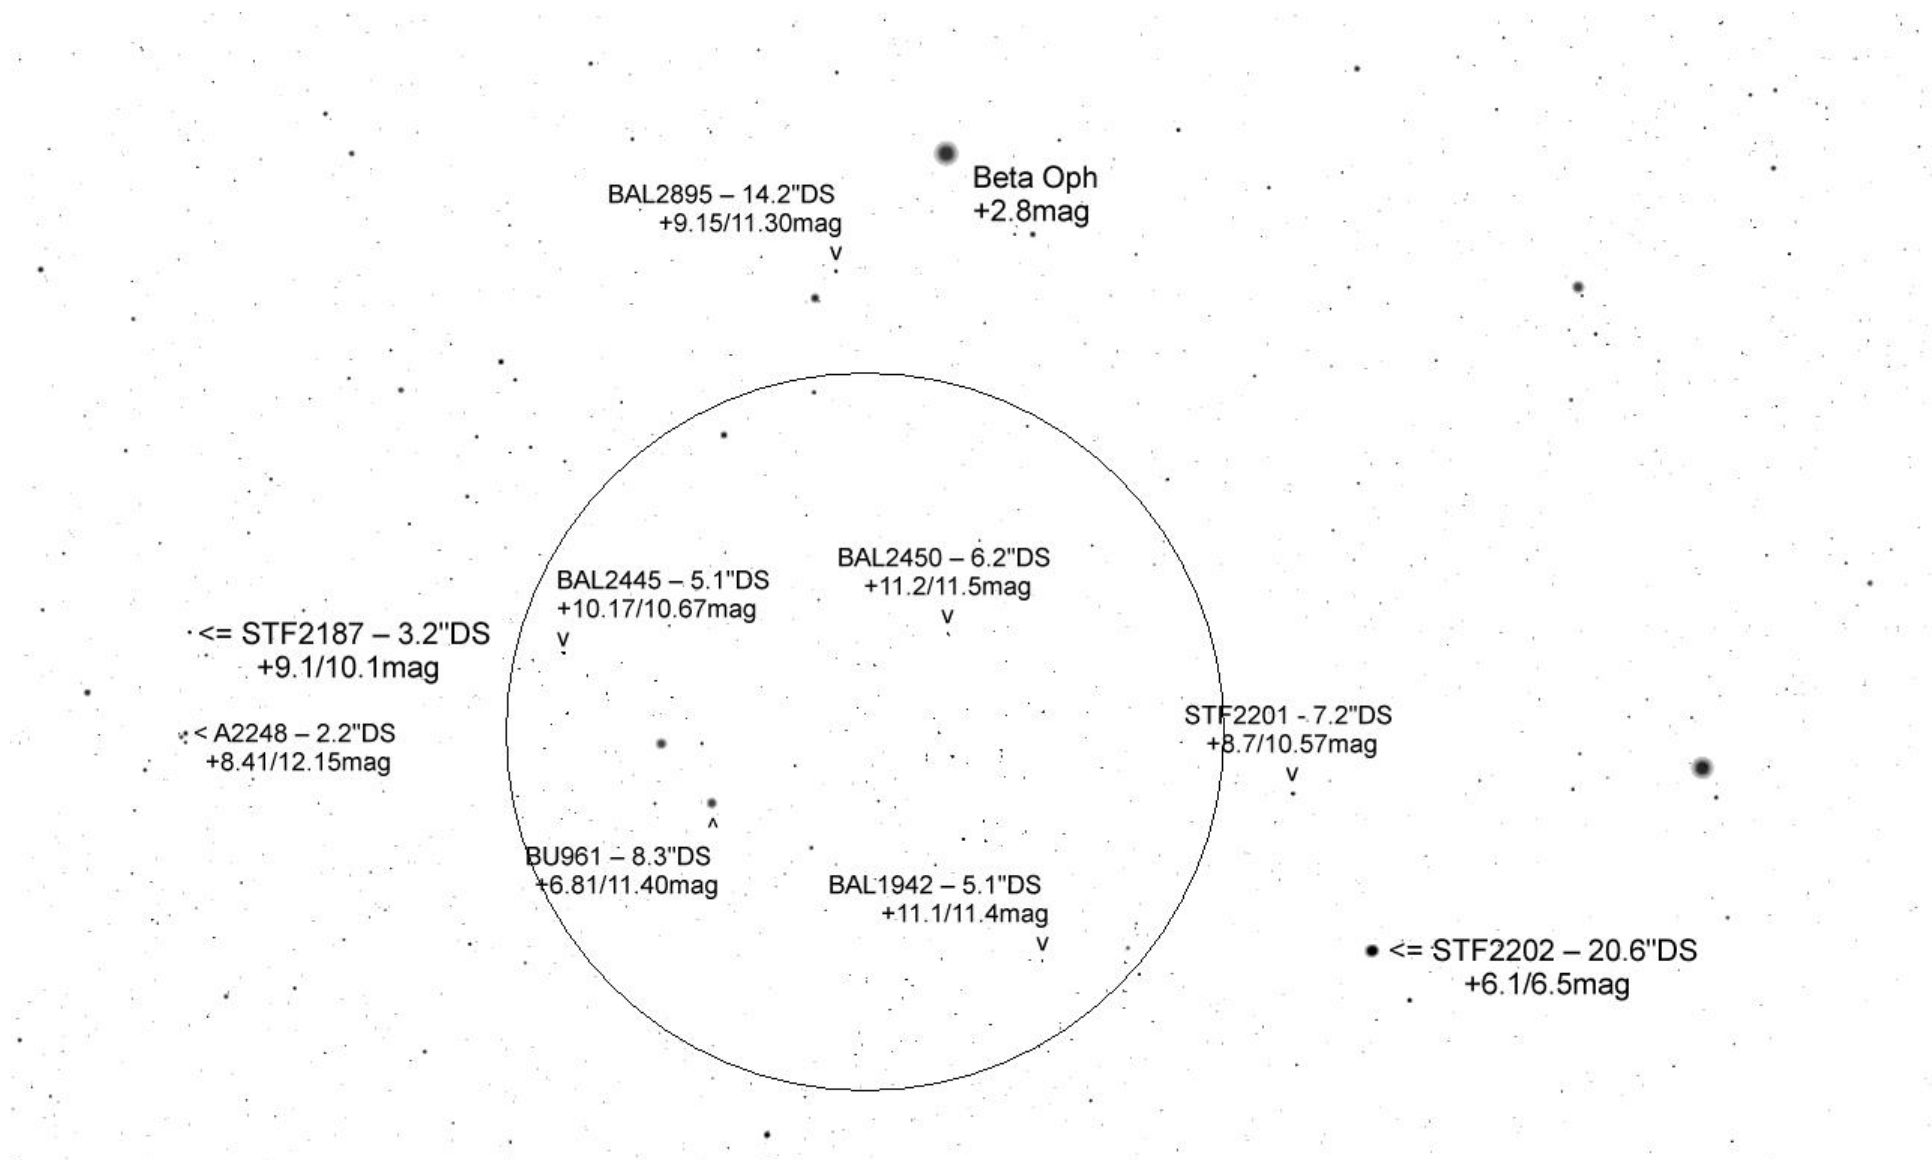 Beta Oph
+2.8mag
BAL2895 – 14.2"DS
+9.15/11.30mag
v
BAL2450 – 6.2"DS
+11.2/11.5mag
v
BAL2445 – 5.1"DS
+10.17/10.67mag
v
<= STF2187 – 3.2"DS
+9.1/10.1mag
STF2201 - 7.2"DS
+8.7/10.57mag
v
< A2248 – 2.2"DS
+8.41/12.15mag
^
BU961 – 8.3"DS
+6.81/11.40mag
BAL1942 – 5.1"DS
+11.1/11.4mag
v
<= STF2202 – 20.6"DS
+6.1/6.5mag